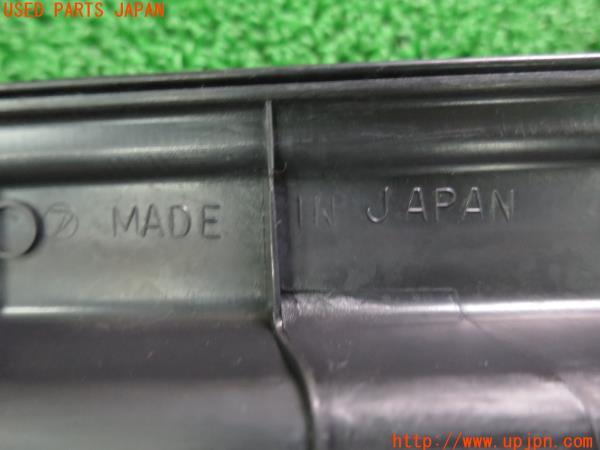 USED PARTS JAPAN
MADE IN JAPAN
http://www.upjpn.com/